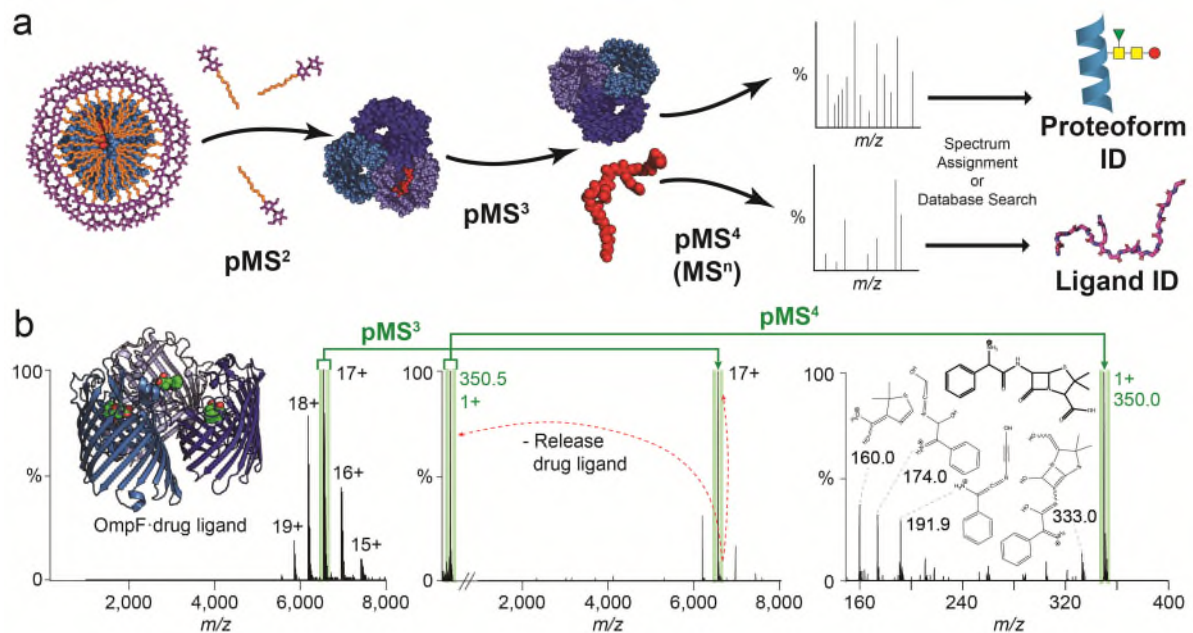 a
pMS²
pMS³
pMS⁴
(MSⁿ)
%
m/z
%
m/z
Spectrum
Assignment
or
Database Search
Proteoform
ID
Ligand ID
b
pMS³
pMS⁴
100
%
0
OmpF·drug ligand
19+
18+
17+
16+
15+
2,000
4,000
6,000
8,000
m/z
100
%
0
350.5
1+
- Release
drug ligand
17+
2,000
4,000
6,000
8,000
m/z
100
%
0
160.0
174.0
191.9
333.0
1+
350.0
NH₂
H
N
O
O
N
S
O
OH
160
240
320
400
m/z